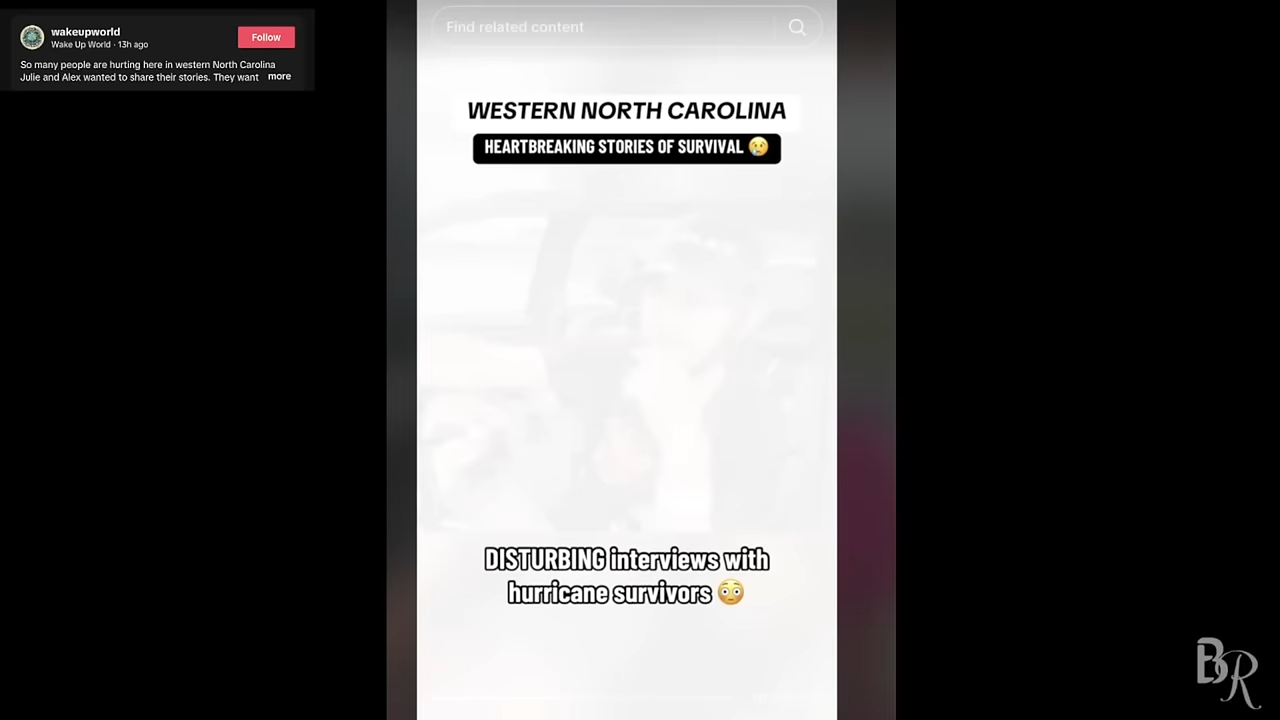 wakeupworld
Wake Up World · 13h ago
Follow
So many people are hurting here in western North Carolina
Julie and Alex wanted to share their stories. They want more
Find related content
WESTERN NORTH CAROLINA
HEARTBREAKING STORIES OF SURVIVAL 😢
DISTURBING interviews with
hurricane survivors 😳
BR